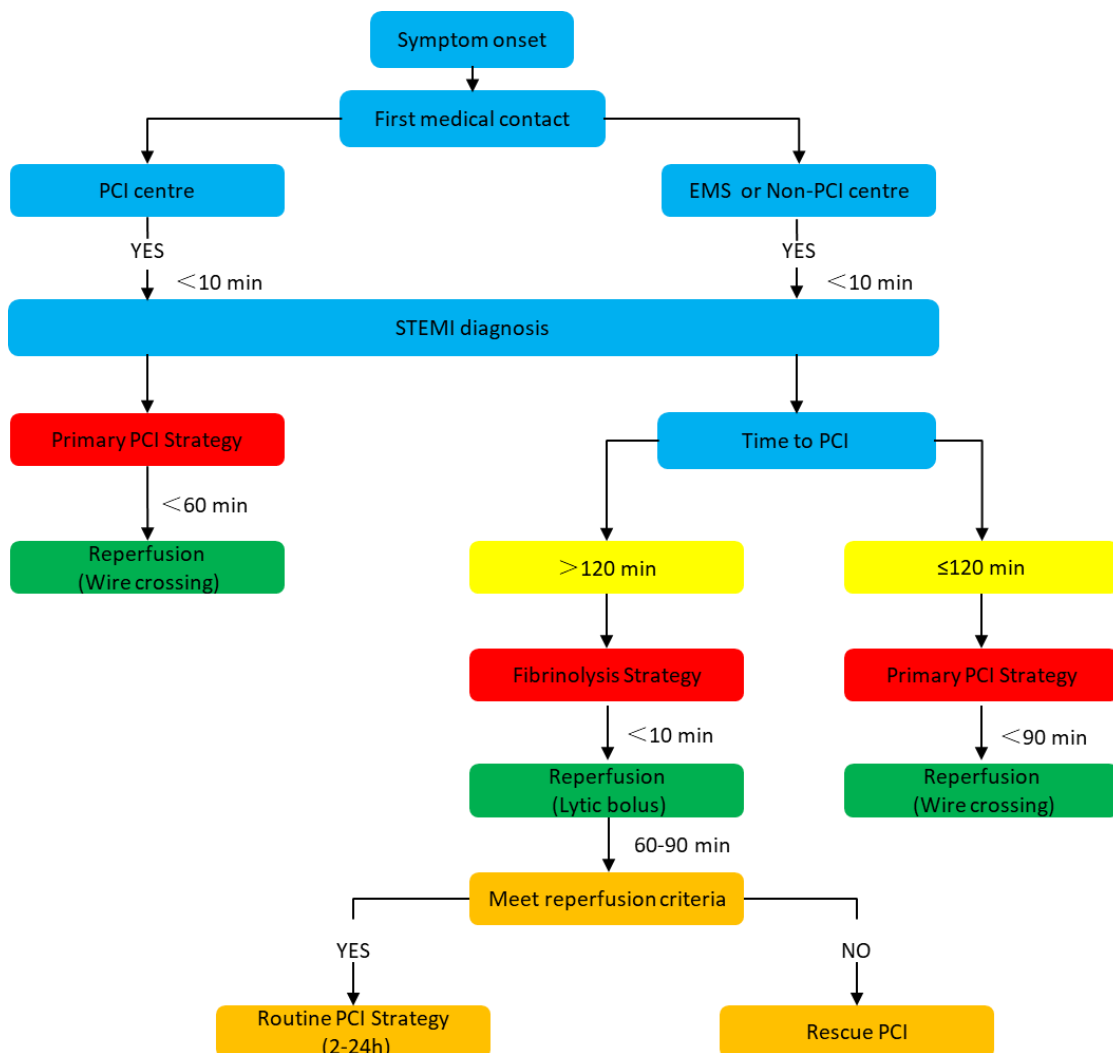 Symptom onset
First medical contact
PCI centre
EMS or Non-PCI centre
YES
YES
<10 min
<10 min
STEMI diagnosis
Primary PCI Strategy
Time to PCI
<60 min
Reperfusion
(Wire crossing)
>120 min
≤120 min
Fibrinolysis Strategy
Primary PCI Strategy
<10 min
<90 min
Reperfusion
(Lytic bolus)
Reperfusion
(Wire crossing)
60-90 min
Meet reperfusion criteria
YES
NO
Routine PCI Strategy
(2-24h)
Rescue PCI